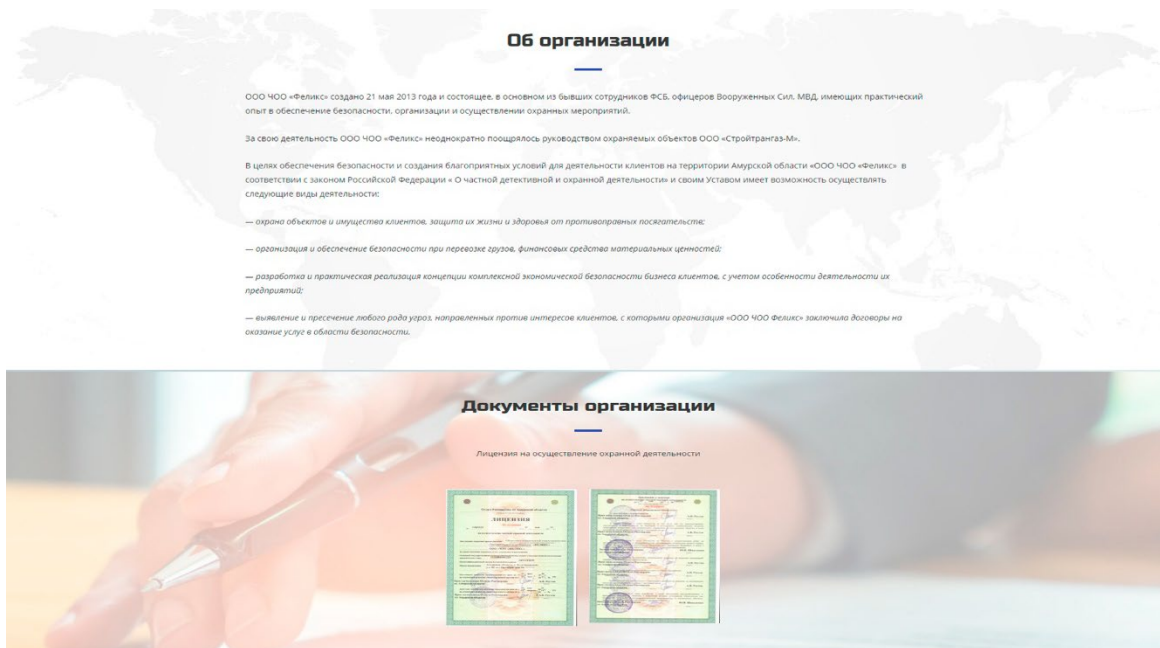 Об организации
ООО ЧОО «Феликс» создано 21 мая 2013 года и состоящее, в основном из бывших сотрудников ФСБ, офицеров Вооруженных Сил, МВД, имеющих практический
опыт в обеспечение безопасности, организации и осуществлении охранных мероприятий.
За свою деятельность ООО ЧОО «Феликс» неоднократно поощрялось руководством охраняемых объектов ООО «Стройтрангаз-М».
В целях обеспечения безопасности и создания благоприятных условий для деятельности клиентов на территории Амурской области «ООО ЧОО «Феликс» в
соответствии с законом Российской Федерации « О частной детективной и охранной деятельности» и своим Уставом имеет возможность осуществлять
следующие виды деятельности:
— охрана объектов и имущества клиентов, защита их жизни и здоровья от противоправных посягательств;
— организация и обеспечение безопасности при перевозке грузов, финансовых средства материальных ценностей;
— разработка и практическая реализация концепции комплексной экономической безопасности бизнеса клиентов, с учетом особенности деятельности их
предприятий;
— выявление и пресечение любого рода угроз, направленных против интересов клиентов, с которыми организация «ООО ЧОО Феликс» заключила договоры на
оказание услуг в области безопасности.
Документы организации
Лицензия на осуществление охранной деятельности
ЛИЦЕНЗИЯ